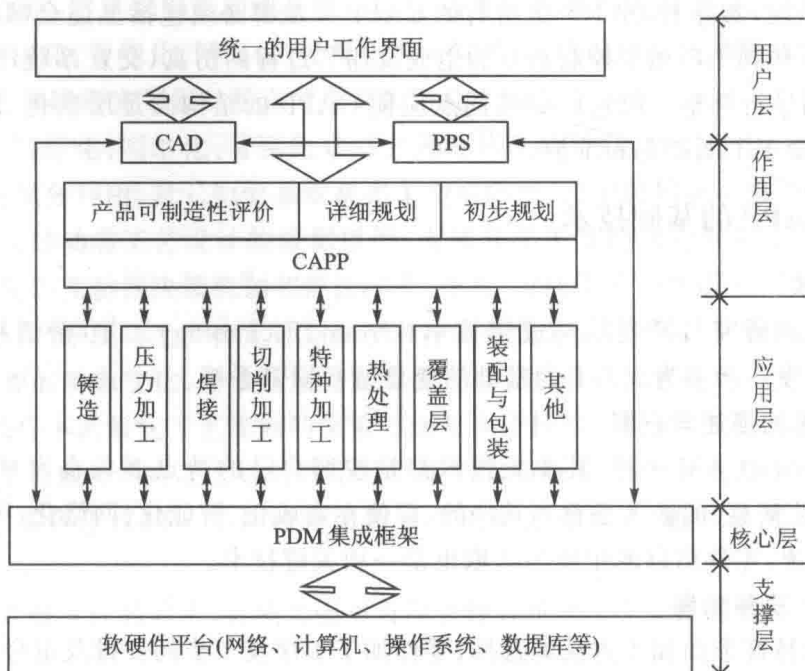 统一的用户工作界面
CAD
PPS
产品可制造性评价
详细规划
初步规划
CAPP
铸造
压力加工
焊接
切削加工
特种加工
热处理
覆盖层
装配与包装
其他
PDM 集成框架
软硬件平台(网络、计算机、操作系统、数据库等)
用户层
作用层
应用层
核心层
支撑层